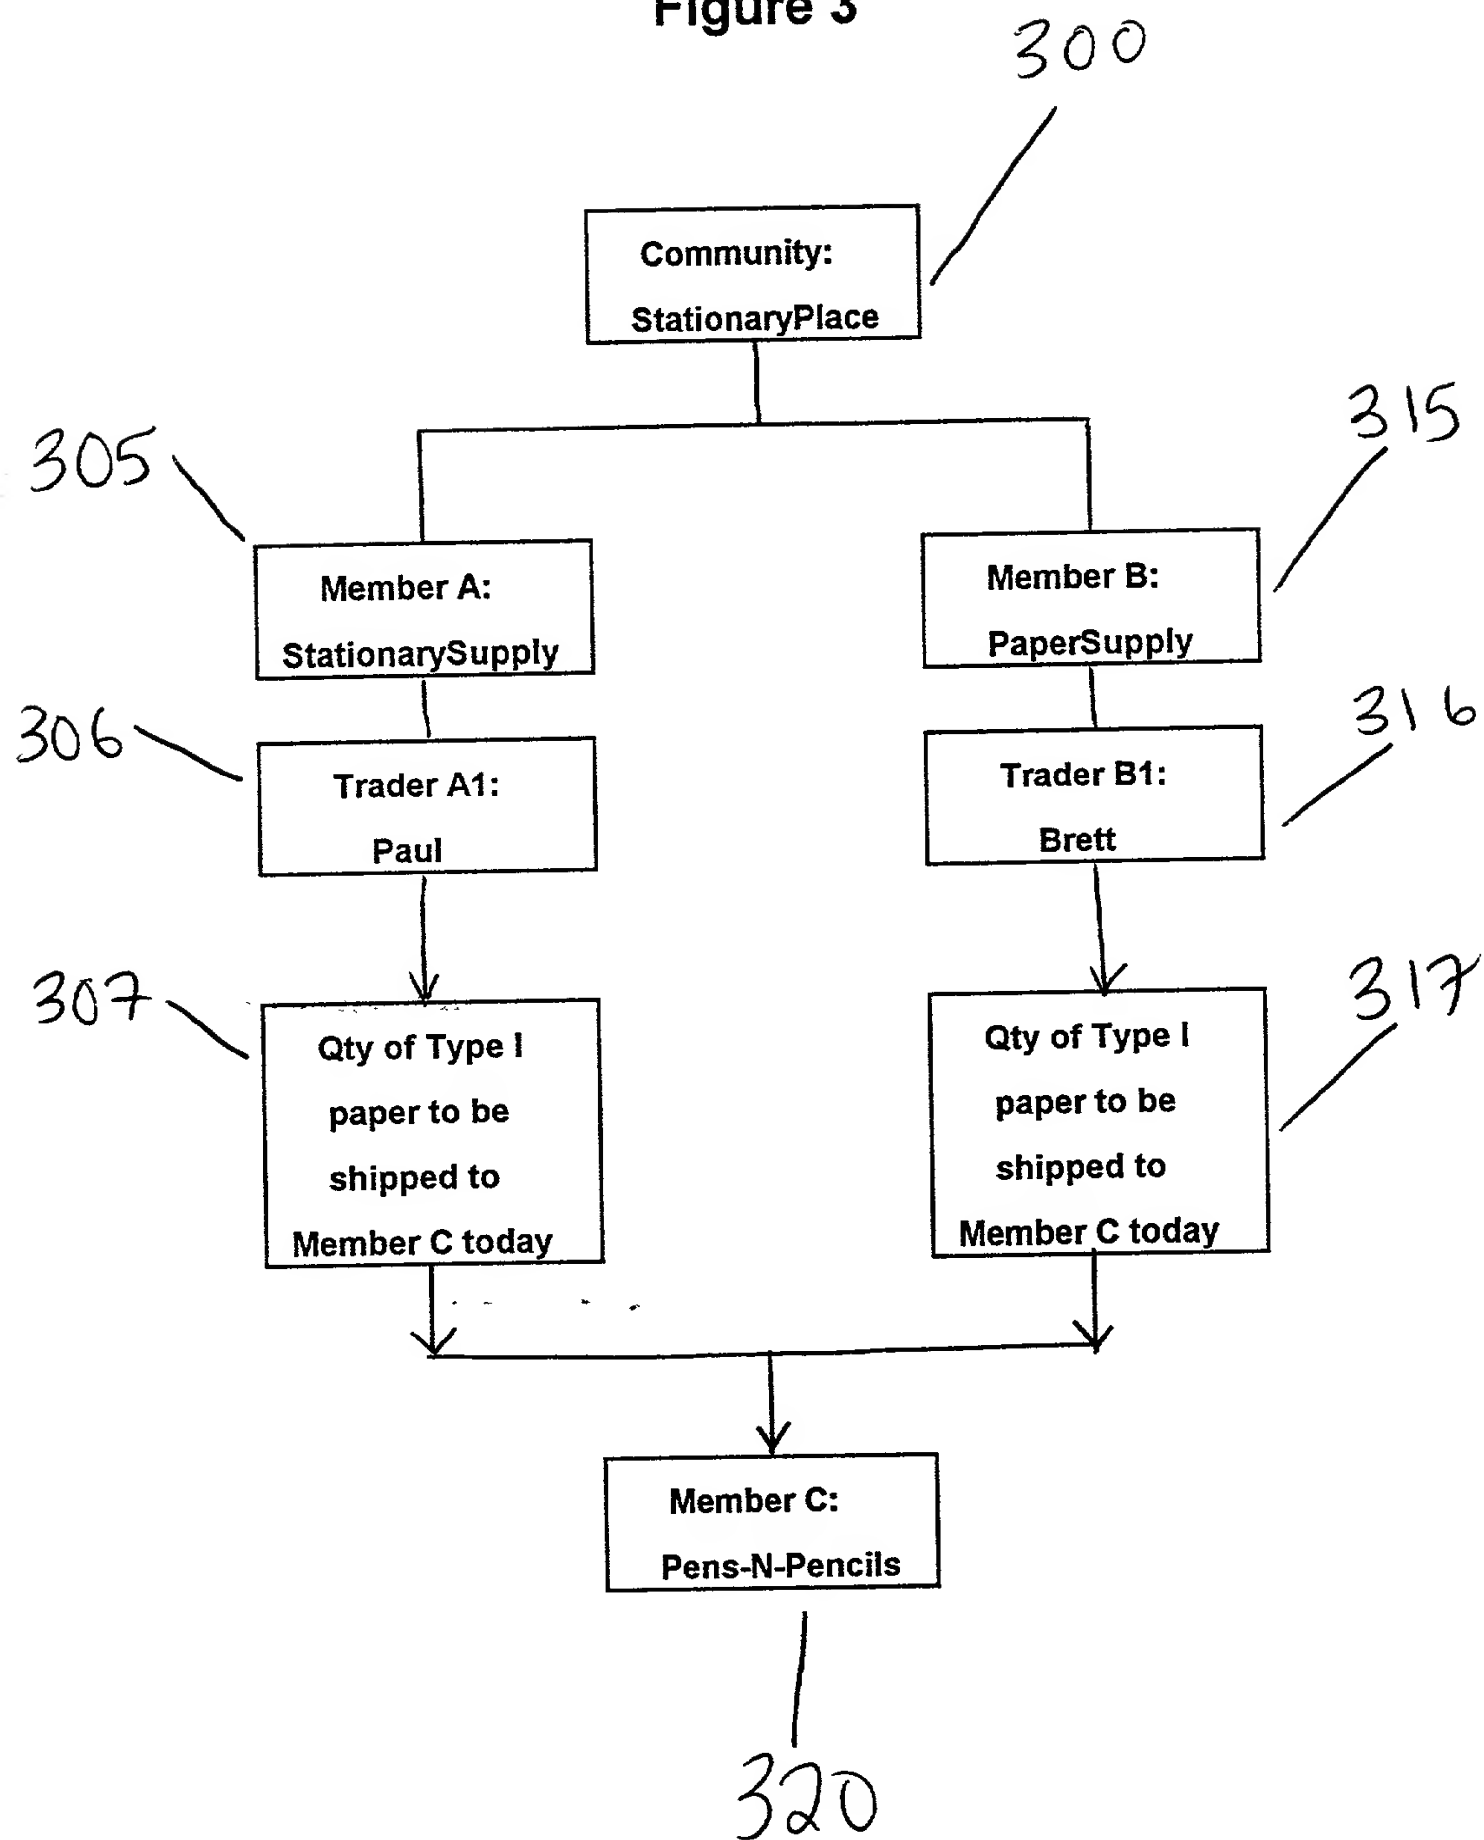 Figure 3
300
Community:
StationaryPlace
315
305
Member A:
StationarySupply
Member B:
PaperSupply
306
316
Trader A1:
Paul
Trader B1:
Brett
307
317
Qty of Type I
paper to be
shipped to
Member C today
Qty of Type I
paper to be
shipped to
Member C today
Member C:
Pens-N-Pencils
320